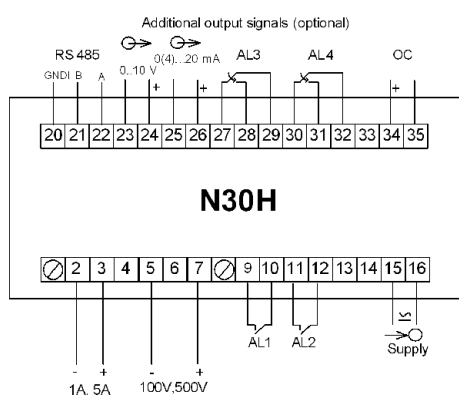 Additional output signals (optional)
RS 485
0(4)...20 mA
AL3
AL4
OC
GNDI B A
0..10 V
+ + +
20 21 22 23 24 25 26 27 28 29 30 31 32 33 34 35
N30H
2 3 4 5 6 7 9 10 11 12 13 14 15 16
AL1
AL2
Supply
- + - +
1A, 5A
100V,500V